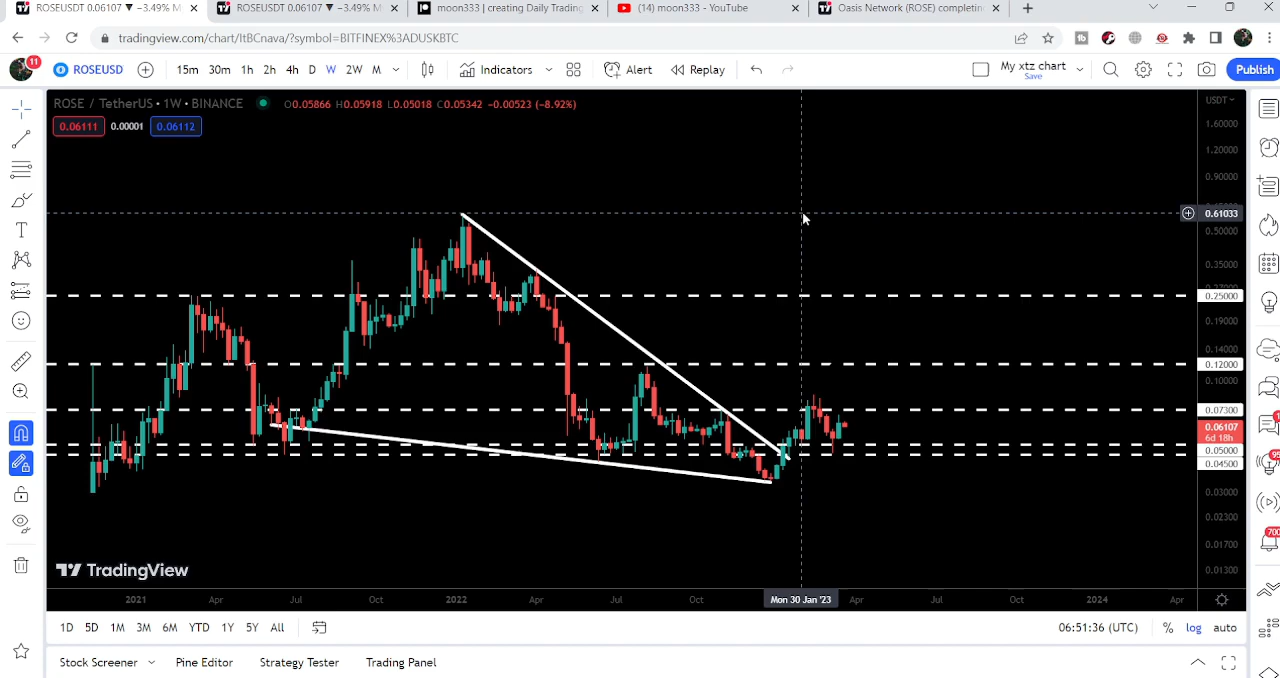 ROSEUSDT 0.06107 ▼ −3.49% M
ROSEUSDT 0.06107 ▼ −3.49% M
moon333 | creating Daily Trading
(14) moon333 - YouTube
Oasis Network (ROSE) completin
tradingview.com/chart/ItBCnava/?symbol=BITFINEX%3ADUSKBTC
11
ROSEUSD
15m 30m 1h 2h 4h D W 2W M
Indicators
Alert
Replay
My xtz chart
Save
Publish
ROSE / TetherUS • 1W • BINANCE
O0.05866 H0.05918 L0.05018 C0.05342 −0.00523 (−8.92%)
0.06111 0.00001 0.06112
USDT
1.60000
1.20000
0.90000
0.61033
0.50000
0.35000
0.25000
0.19000
0.14000
0.12000
0.10000
0.07300
0.06107
6d 18h
0.05000
0.04500
0.03000
0.02300
0.01700
0.01300
TradingView
2021 Apr Jul Oct 2022 Apr Jul Oct Mon 30 Jan '23 Apr Jul Oct 2024 Apr
1D 5D 1M 3M 6M YTD 1Y 5Y All
06:51:36 (UTC) % log auto
Stock Screener Pine Editor Strategy Tester Trading Panel